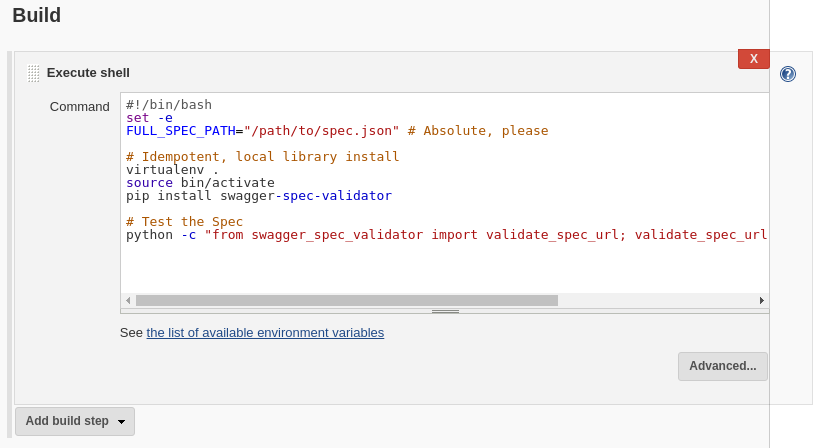 Build
X
Execute shell
?
Command
#!/bin/bash
set -e
FULL_SPEC_PATH="/path/to/spec.json" # Absolute, please
# Idempotent, local library install
virtualenv .
source bin/activate
pip install swagger-spec-validator
# Test the Spec
python -c "from swagger_spec_validator import validate_spec_url; validate_spec_url
See the list of available environment variables
Advanced...
Add build step